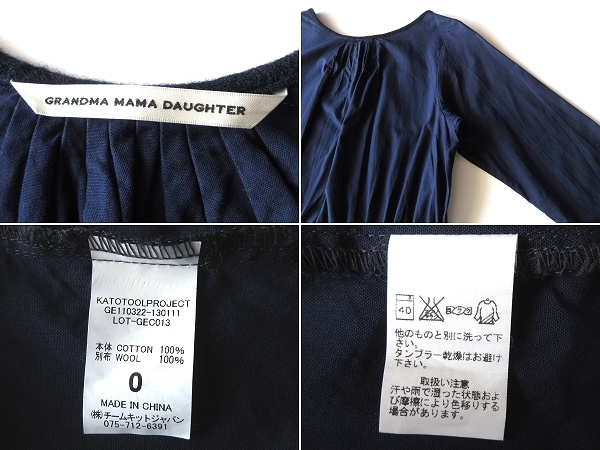 GRANDMA MAMA DAUGHTER
KATOTOOLPROJECT
GE110322-130111
LOT-GEC013
本体 COTTON 100%
別布 WOOL 100%
0
MADE IN CHINA
(株)チームキットジャパン
075-712-6391
40
他のものと別に洗って下
さい。
タンブラー乾燥はお避け
下さい。
取扱い注意
汗や雨で湿った状態およ
び摩擦により色移りする
場合があります。